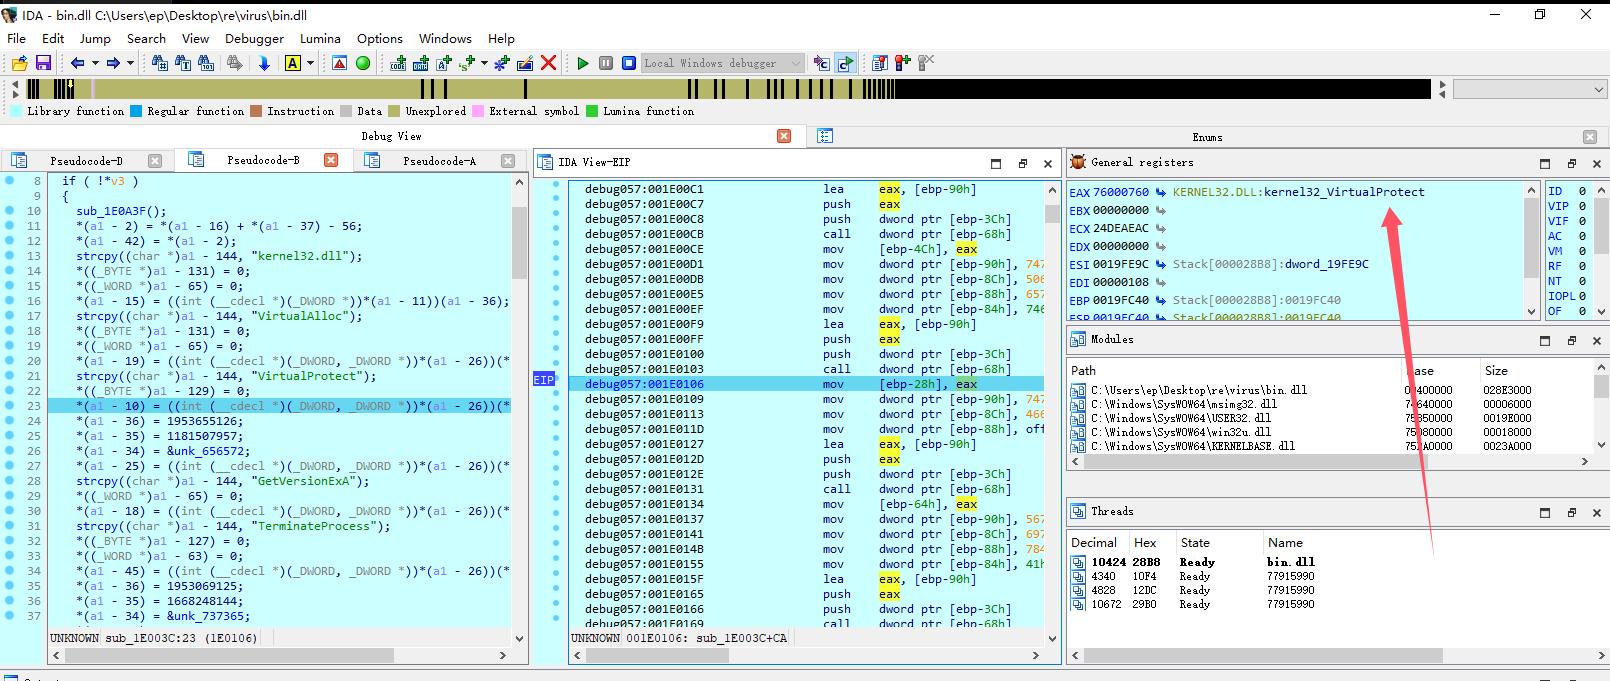 IDA - bin.dll C:\Users\ep\Desktop\re\virus\bin.dll
File Edit Jump Search View Debugger Lumina Options Windows Help
Local Windows debugger
Library function Regular function Instruction Data Unexplored External symbol Lumina function
Debug View
Enums
Pseudocode-D Pseudocode-B Pseudocode-A
8 if ( !*v3 )
9 {
10 sub_1E0A3F();
11 *(a1 - 2) = *(a1 - 16) + *(a1 - 37) - 56;
12 *(a1 - 42) = *(a1 - 2);
13 strcpy((char *)a1 - 144, "kernel32.dll");
14 *((_BYTE *)a1 - 131) = 0;
15 *((_WORD *)a1 - 65) = 0;
16 *(a1 - 15) = ((int (__cdecl *)(_DWORD *))*(a1 - 11))(a1 - 36);
17 strcpy((char *)a1 - 144, "VirtualAlloc");
18 *((_BYTE *)a1 - 131) = 0;
19 *((_WORD *)a1 - 65) = 0;
20 *(a1 - 19) = ((int (__cdecl *)(_DWORD, _DWORD *))*(a1 - 26))(*
21 strcpy((char *)a1 - 144, "VirtualProtect");
22 *((_BYTE *)a1 - 129) = 0;
23 *(a1 - 10) = ((int (__cdecl *)(_DWORD, _DWORD *))*(a1 - 26))(*
24 *(a1 - 36) = 1953655126;
25 *(a1 - 35) = 1181507957;
26 *(a1 - 34) = &unk_656572;
27 *(a1 - 25) = ((int (__cdecl *)(_DWORD, _DWORD *))*(a1 - 26))(*
28 strcpy((char *)a1 - 144, "GetVersionExA");
29 *((_WORD *)a1 - 65) = 0;
30 *(a1 - 18) = ((int (__cdecl *)(_DWORD, _DWORD *))*(a1 - 26))(*
31 strcpy((char *)a1 - 144, "TerminateProcess");
32 *((_BYTE *)a1 - 127) = 0;
33 *((_WORD *)a1 - 63) = 0;
34 *(a1 - 45) = ((int (__cdecl *)(_DWORD, _DWORD *))*(a1 - 26))(*
35 *(a1 - 36) = 1953069125;
36 *(a1 - 35) = 1668248144;
37 *(a1 - 34) = &unk_737365;
UNKNOWN sub_1E003C:23 (1E0106)
IDA View-EIP
debug057:001E00C1 lea eax, [ebp-90h]
debug057:001E00C7 push eax
debug057:001E00C8 push dword ptr [ebp-3Ch]
debug057:001E00CB call dword ptr [ebp-68h]
debug057:001E00CE mov [ebp-4Ch], eax
debug057:001E00D1 mov dword ptr [ebp-90h], 747
debug057:001E00DB mov dword ptr [ebp-8Ch], 506
debug057:001E00E5 mov dword ptr [ebp-88h], 657
debug057:001E00EF mov dword ptr [ebp-84h], 746
debug057:001E00F9 lea eax, [ebp-90h]
debug057:001E00FF push eax
debug057:001E0100 push dword ptr [ebp-3Ch]
debug057:001E0103 call dword ptr [ebp-68h]
EIP debug057:001E0106 mov [ebp-28h], eax
debug057:001E0109 mov dword ptr [ebp-90h], 747
debug057:001E0113 mov dword ptr [ebp-8Ch], 466
debug057:001E011D mov dword ptr [ebp-88h], off
debug057:001E0127 lea eax, [ebp-90h]
debug057:001E012D push eax
debug057:001E012E push dword ptr [ebp-3Ch]
debug057:001E0131 call dword ptr [ebp-68h]
debug057:001E0134 mov [ebp-64h], eax
debug057:001E0137 mov dword ptr [ebp-90h], 567
debug057:001E0141 mov dword ptr [ebp-8Ch], 697
debug057:001E014B mov dword ptr [ebp-88h], 784
debug057:001E0155 mov dword ptr [ebp-84h], 41h
debug057:001E015F lea eax, [ebp-90h]
debug057:001E0165 push eax
debug057:001E0166 push dword ptr [ebp-3Ch]
debug057:001E0169 call dword ptr [ebp-68h]
UNKNOWN 001E0106: sub_1E003C+CA
General registers
EAX 76000760 KERNEL32.DLL:kernel32_VirtualProtect
EBX 00000000
ECX 24DEAEAC
EDX 00000000
ESI 0019FE9C Stack[000028B8]:dword_19FE9C
EDI 00000108
EBP 0019FC40 Stack[000028B8]:0019FC40
ESP 0019FC40 Stack[000028B8]:0019FC40
ID 0
VIP 0
VIF 0
AC 0
VM 0
RF 0
NT 0
IOPL 0
OF 0
Modules
Path Base Size
C:\Users\ep\Desktop\re\virus\bin.dll 00400000 028E3000
C:\Windows\SysWOW64\msimg32.dll 74640000 00006000
C:\Windows\SysWOW64\USER32.dll 0019E000
C:\Windows\SysWOW64\win32u.dll 00018000
C:\Windows\SysWOW64\KERNELBASE.dll 0023A000
Threads
Decimal Hex State Name
10424 28B8 Ready bin.dll
4340 10F4 Ready 77915990
4828 12DC Ready 77915990
10672 29B0 Ready 77915990